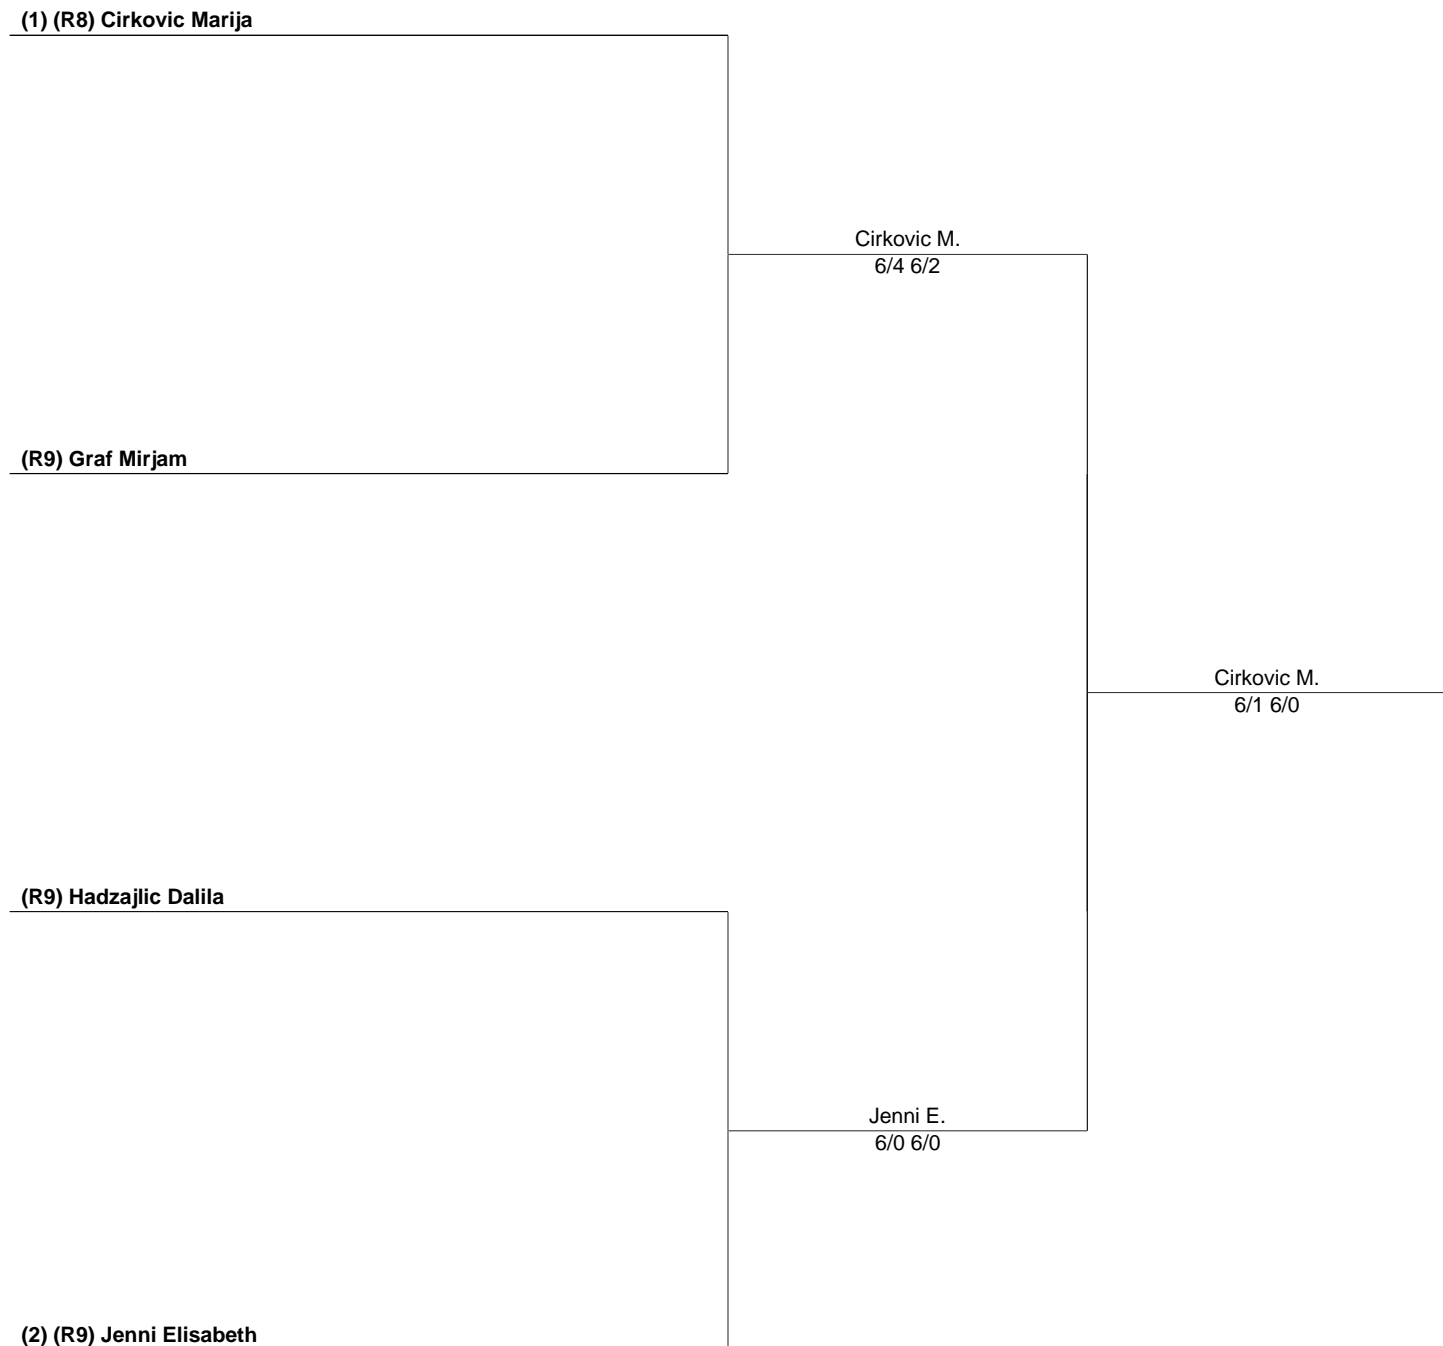 (1) (R8) Cirkovic Marija
Cirkovic M.
6/4 6/2
(R9) Graf Mirjam
Cirkovic M.
6/1 6/0
(R9) Hadzajlic Dalila
Jenni E.
6/0 6/0
(2) (R9) Jenni Elisabeth